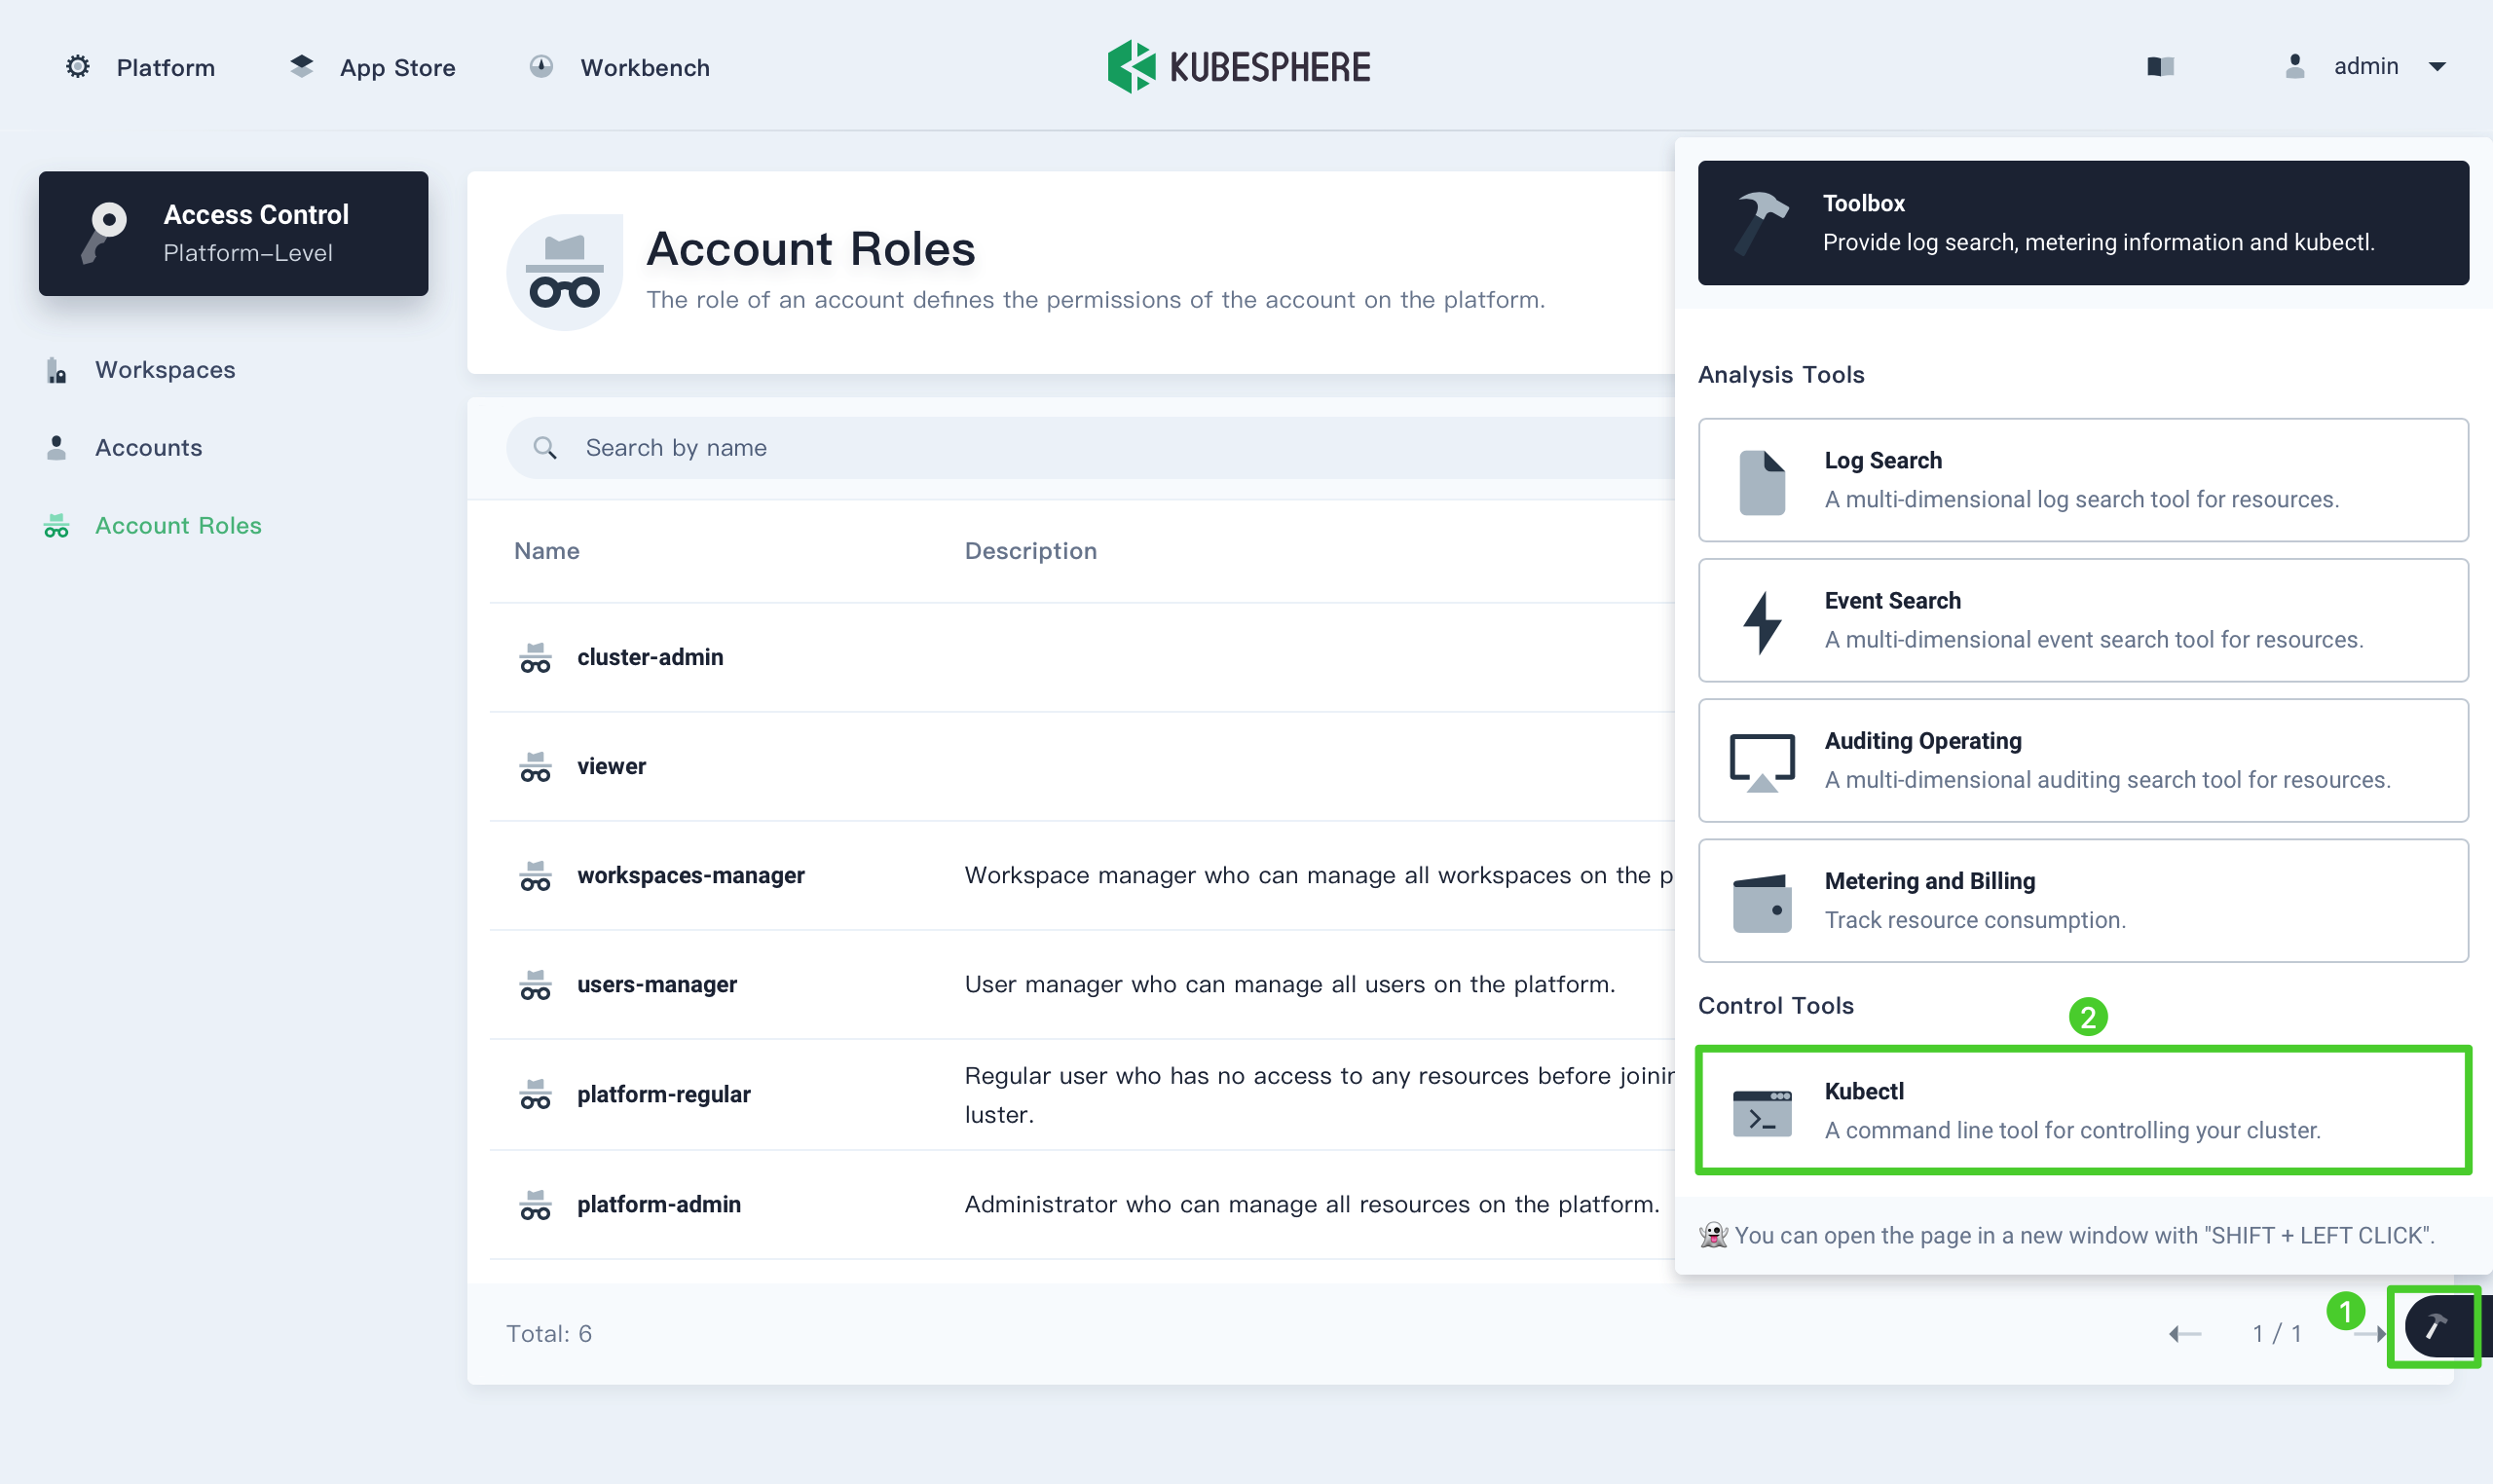 Platform
App Store
Workbench
KUBESPHERE
admin
Access Control
Platform-Level
Workspaces
Accounts
Account Roles
Account Roles
The role of an account defines the permissions of the account on the platform.
Search by name
Name Description
cluster-admin
viewer
workspaces-manager Workspace manager who can manage all workspaces on the p
users-manager User manager who can manage all users on the platform.
platform-regular Regular user who has no access to any resources before joinin
luster.
platform-admin Administrator who can manage all resources on the platform.
Total: 6
1 / 1
Toolbox
Provide log search, metering information and kubectl.
Analysis Tools
Log Search
A multi-dimensional log search tool for resources.
Event Search
A multi-dimensional event search tool for resources.
Auditing Operating
A multi-dimensional auditing search tool for resources.
Metering and Billing
Track resource consumption.
Control Tools
2
Kubectl
A command line tool for controlling your cluster.
You can open the page in a new window with "SHIFT + LEFT CLICK".
1